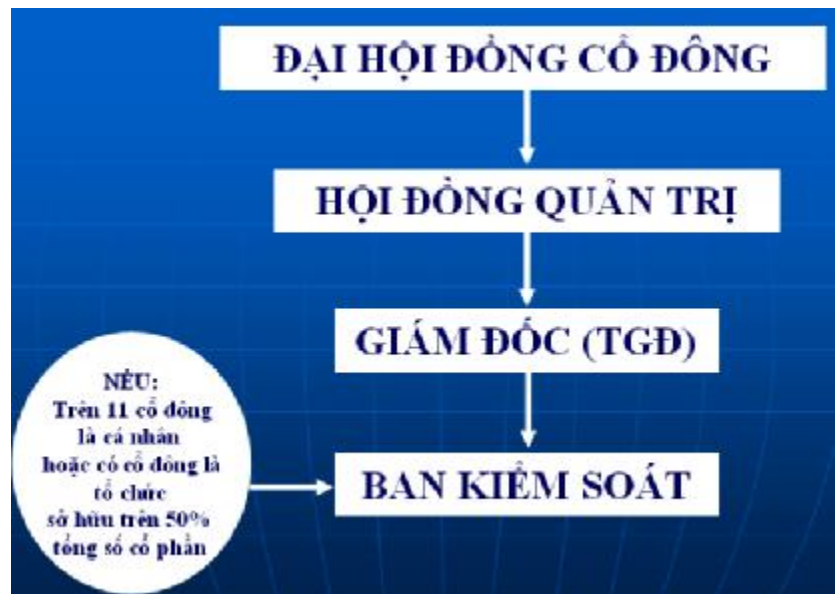 ĐẠI HỘI ĐỒNG CỔ ĐÔNG
HỘI ĐỒNG QUẢN TRỊ
GIÁM ĐỐC (TGĐ)
NẾU:
Trên 11 cổ đông
là cá nhân
hoặc có cổ đông là
tổ chức
sở hữu trên 50%
tổng số cổ phần
BAN KIỂM SOÁT